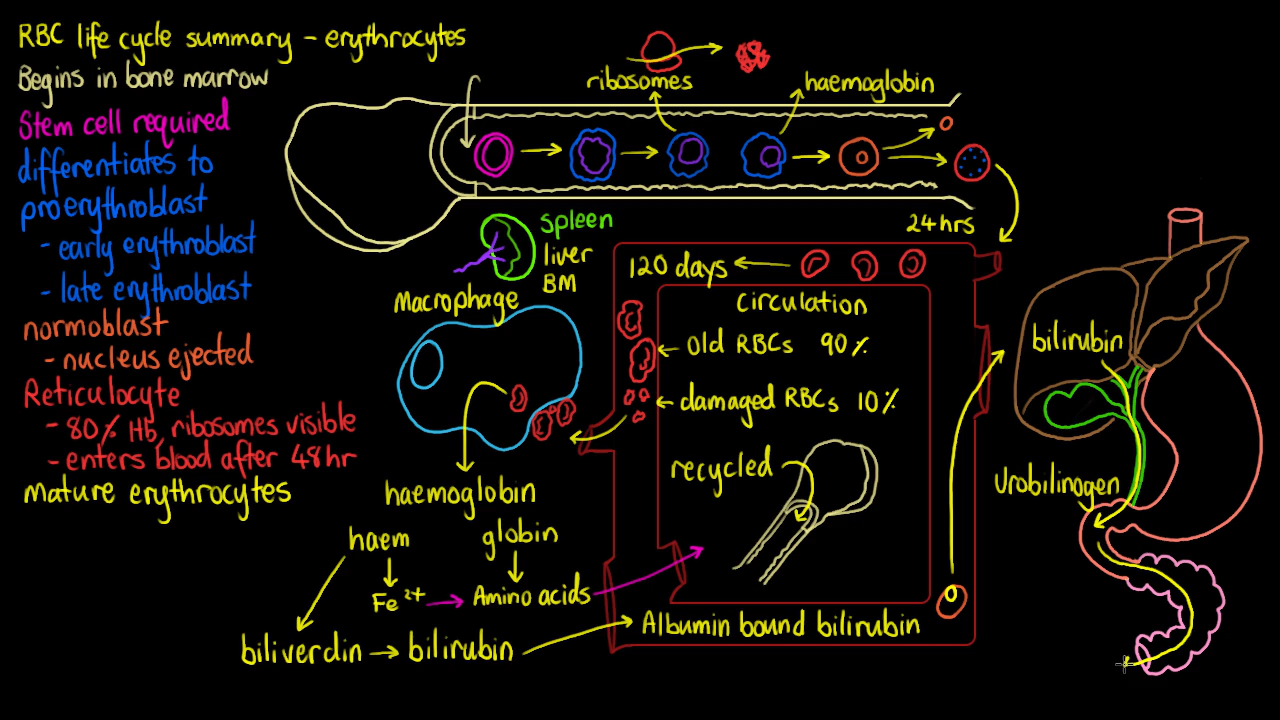 RBC life cycle summary - erythrocytes
Begins in bone marrow
Stem cell required
differentiates to
proerythroblast
- early erythroblast
- late erythroblast
normoblast
- nucleus ejected
Reticulocyte
- 80% Hb, ribosomes visible
- enters blood after 48hr
mature erythrocytes
ribosomes
haemoglobin
24hrs
spleen
liver
BM
Macrophage
120 days
circulation
Old RBCs 90%
damaged RBCs 10%
recycled
haemoglobin
haem
globin
Fe2+
Amino acids
biliverdin
bilirubin
Albumin bound bilirubin
bilirubin
Urobilinogen